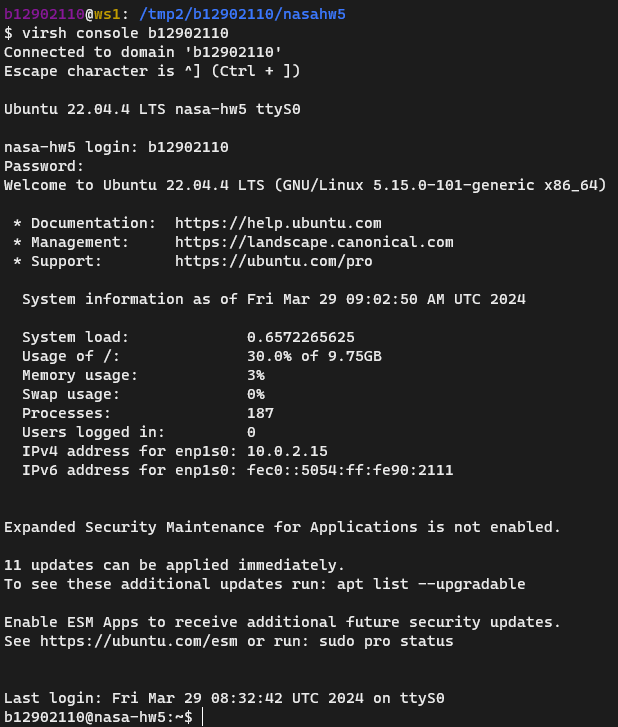 b12902110@ws1: /tmp2/b12902110/nasahw5
$ virsh console b12902110
Connected to domain 'b12902110'
Escape character is ^] (Ctrl + ])
Ubuntu 22.04.4 LTS nasa-hw5 ttyS0
nasa-hw5 login: b12902110
Password:
Welcome to Ubuntu 22.04.4 LTS (GNU/Linux 5.15.0-101-generic x86_64)
* Documentation:  https://help.ubuntu.com
* Management:     https://landscape.canonical.com
* Support:        https://ubuntu.com/pro
System information as of Fri Mar 29 09:02:50 AM UTC 2024
System load:             0.6572265625
Usage of /:              30.0% of 9.75GB
Memory usage:            3%
Swap usage:              0%
Processes:               187
Users logged in:         0
IPv4 address for enp1s0: 10.0.2.15
IPv6 address for enp1s0: fec0::5054:ff:fe90:2111
Expanded Security Maintenance for Applications is not enabled.
11 updates can be applied immediately.
To see these additional updates run: apt list --upgradable
Enable ESM Apps to receive additional future security updates.
See https://ubuntu.com/esm or run: sudo pro status
Last login: Fri Mar 29 08:32:42 UTC 2024 on ttyS0
b12902110@nasa-hw5:~$